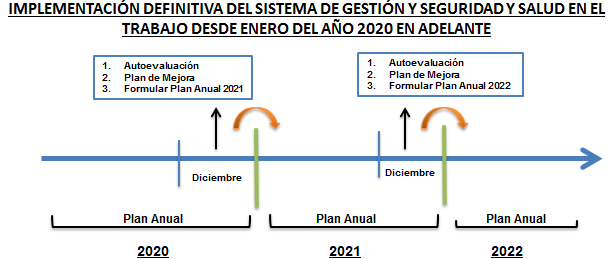 IMPLEMENTACIÓN DEFINITIVA DEL SISTEMA DE GESTIÓN Y SEGURIDAD Y SALUD EN EL
TRABAJO DESDE ENERO DEL AÑO 2020 EN ADELANTE
1. Autoevaluación
2. Plan de Mejora
3. Formular Plan Anual 2021
1. Autoevaluación
2. Plan de Mejora
3. Formular Plan Anual 2022
Diciembre
Diciembre
Plan Anual
Plan Anual
Plan Anual
2020
2021
2022